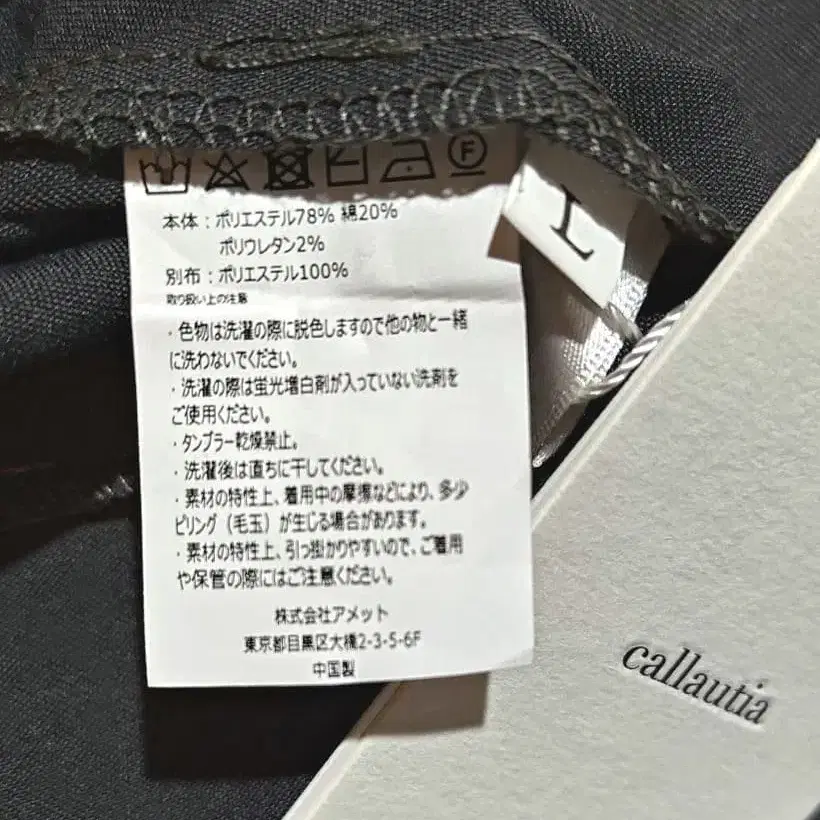 本体：ポリエステル78% 綿20%
ポリウレタン2%
別布：ポリエステル100%
取り扱い上の注意
・色物は洗濯の際に脱色しますので他の物と一緒
に洗わないでください。
・洗濯の際は蛍光増白剤が入っていない洗剤を
ご使用ください。
・タンブラー乾燥禁止。
・洗濯後は直ちに干してください。
・素材の特性上、着用中の摩擦などにより、多少
ピリング（毛玉）が生じる場合があります。
・素材の特性上、引っ掛かりやすいので、ご着用
や保管の際にはご注意ください。
株式会社アメット
東京都目黒区大橋2-3-5-6F
中国製
L
callautia